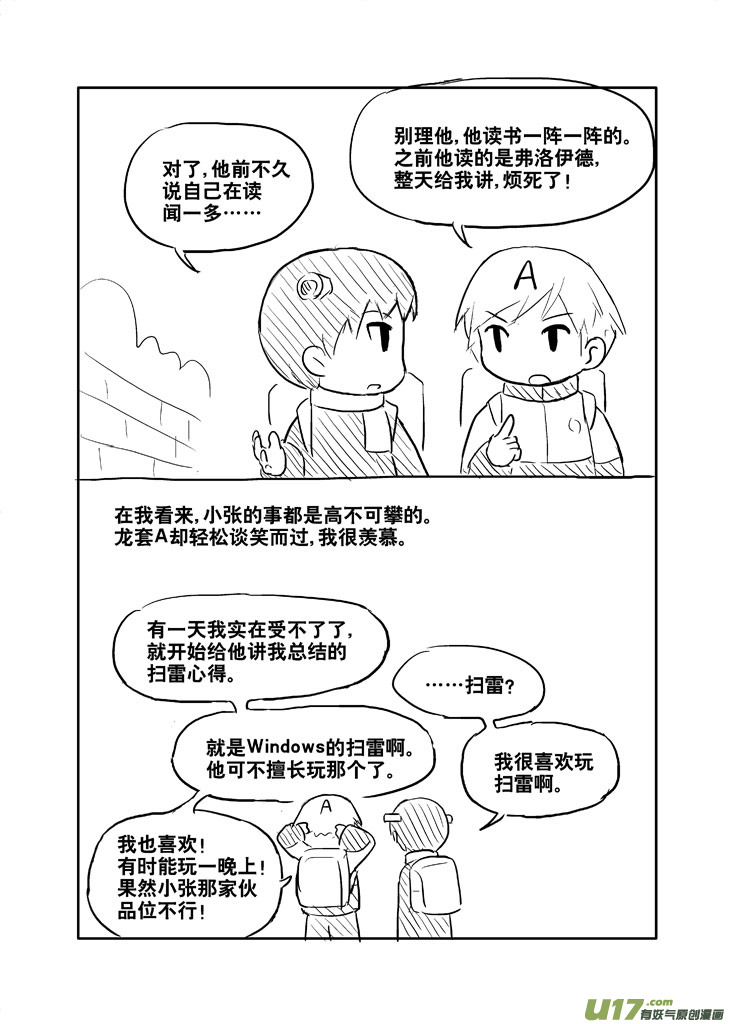 对了，他前不久
说自己在读
闻一多……
别理他，他读书一阵一阵的。
之前他读的是弗洛伊德，
整天给我讲，烦死了！
A
在我看来，小张的事都是高不可攀的。
龙套A却轻松谈笑而过，我很羡慕。
有一天我实在受不了了，
就开始给他讲我总结的
扫雷心得。
……扫雷？
就是Windows的扫雷啊。
他可不擅长玩那个了。
我很喜欢玩
扫雷啊。
A
我也喜欢！
有时能玩一晚上！
果然小张那家伙
品位不行！
U17.com
有妖气原创漫画